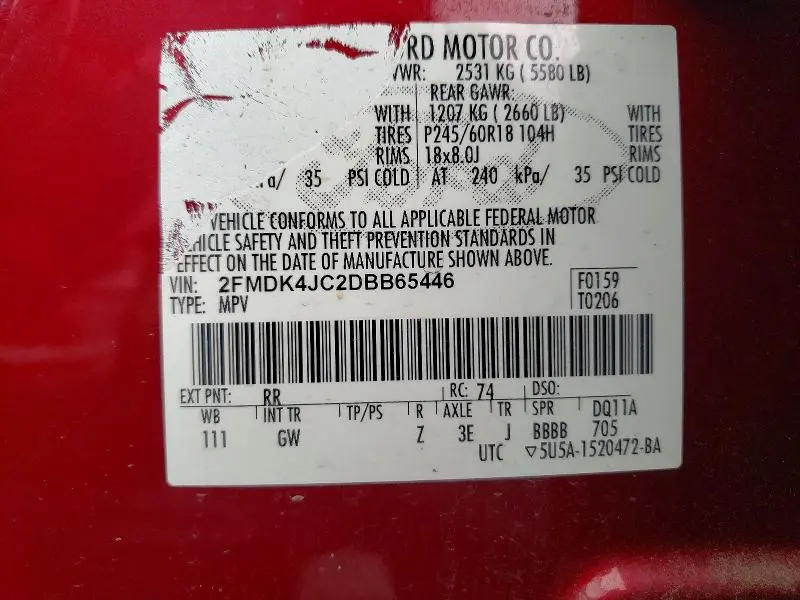 RD MOTOR CO.
VWR: 2531 KG ( 5580 LB)
REAR GAWR:
WITH 1207 KG ( 2660 LB) WITH
TIRES P245/60R18 104H TIRES
RIMS 18x8.0J RIMS
a/ 35 PSI COLD AT 240 kPa/ 35 PSI COLD
VEHICLE CONFORMS TO ALL APPLICABLE FEDERAL MOTOR
HICLE SAFETY AND THEFT PREVENTION STANDARDS IN
EFFECT ON THE DATE OF MANUFACTURE SHOWN ABOVE.
VIN: 2FMDK4JC2DBB65446 F0159
TYPE: MPV T0206
EXT PNT: RR RC: 74 DSO:
WB INT TR TP/PS R AXLE TR SPR DQ11A
111 GW Z 3E J BBBB 705
UTC ▽5U5A-1520472-BA